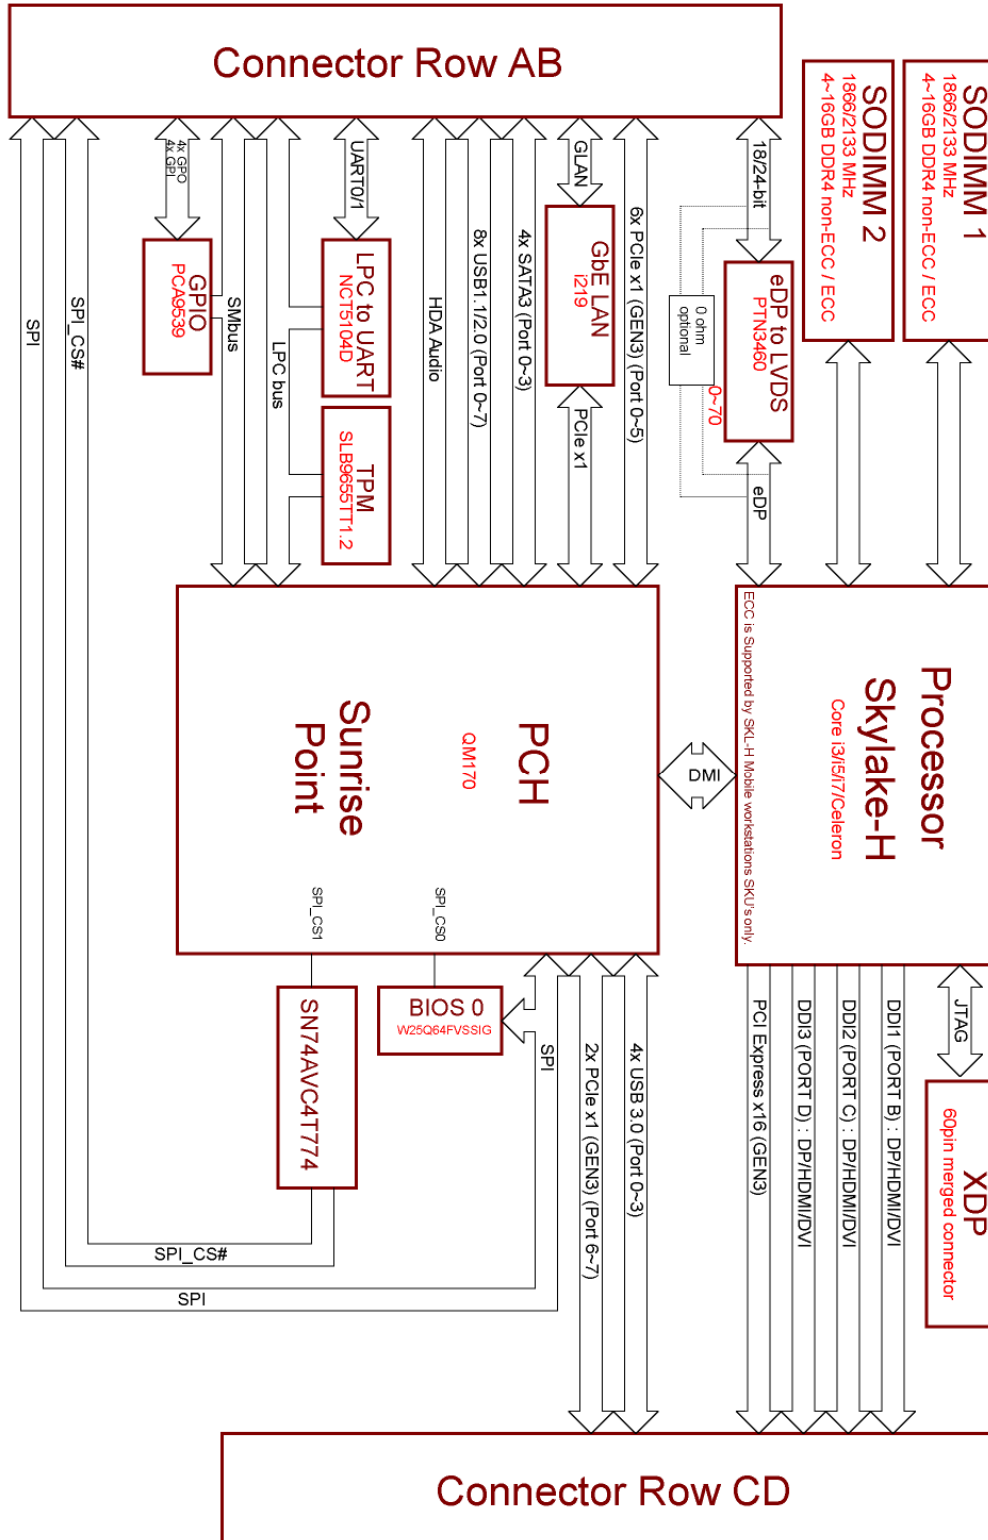 Connector Row AB
SODIMM 1
1866/2133 MHz
4~16GB DDR4 non-ECC / ECC
SODIMM 2
1866/2133 MHz
4~16GB DDR4 non-ECC / ECC
SPI
SPI_CS#
4x GPO
4x GPI
GPIO
PCA9539
SMbus
LPC bus
UART0/1
LPC to UART
NCT5104D
TPM
SLB9655TT1.2
HDA Audio
8x USB1.1/2.0 (Port 0~7)
4x SATA3 (Port 0~3)
GLAN
GbE LAN
i219
PCIe x1
6x PCIe x1 (GEN3) (Port 0~5)
18/24-bit
0 ohm
optional
eDP to LVDS
PTN3460
0~70
eDP
PCH
QM170
Sunrise
Point
SPI_CS1
SPI_CS0
DMI
Processor
Skylake-H
Core i3/i5/i7/Celeron
ECC is Supported by SKL-H Mobile workstations SKU's only.
SN74AVC4T774
BIOS 0
W25Q64FVSSIG
SPI
2x PCIe x1 (GEN3) (Port 6~7)
4x USB 3.0 (Port 0~3)
PCI Express x16 (GEN3)
DDI3 (PORT D) : DP/HDMI/DVI
DDI2 (PORT C) : DP/HDMI/DVI
DDI1 (PORT B) : DP/HDMI/DVI
JTAG
XDP
60pin merged connector
SPI_CS#
SPI
Connector Row CD